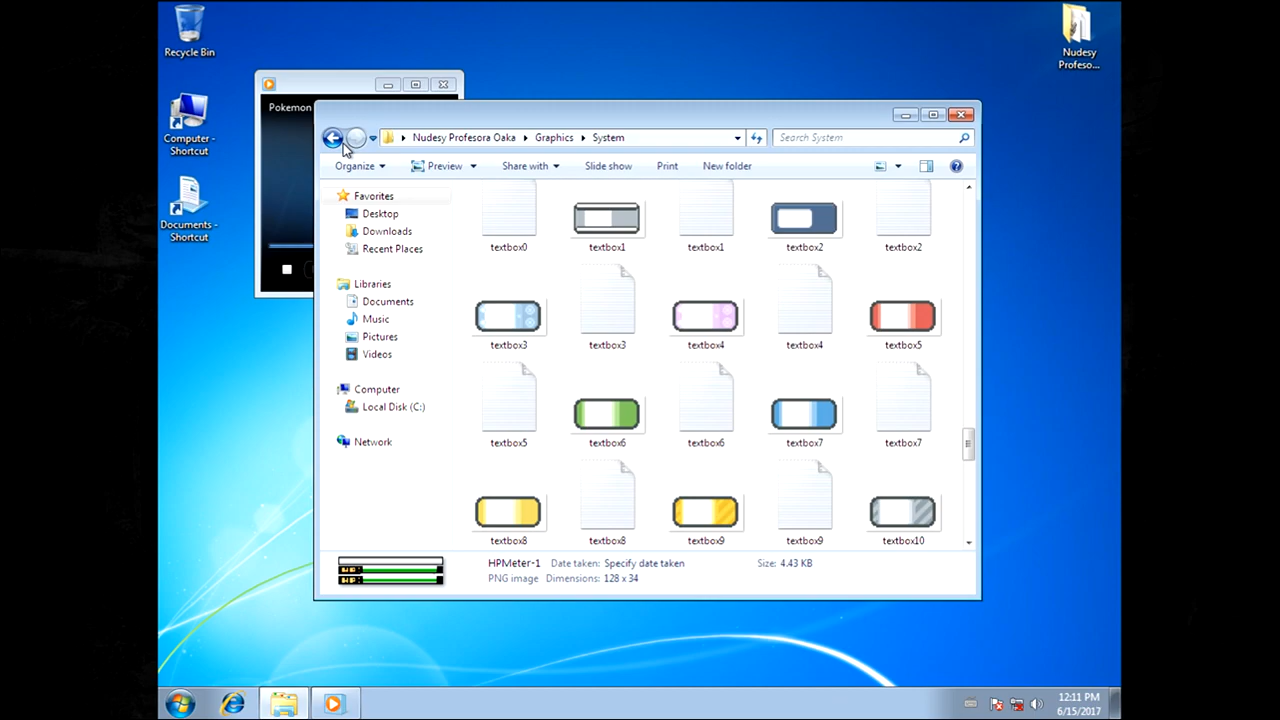 Recycle Bin
Nudesy
Profeso...
Computer -
Shortcut
Documents -
Shortcut
Pokemon
Nudesy Profesora Oaka
Graphics
System
Search System
Organize
Preview
Share with
Slide show
Print
New folder
Favorites
Desktop
Downloads
Recent Places
Libraries
Documents
Music
Pictures
Videos
Computer
Local Disk (C:)
Network
textbox0 textbox1 textbox1 textbox2 textbox2
textbox3 textbox3 textbox4 textbox4 textbox5
textbox5 textbox6 textbox6 textbox7 textbox7
textbox8 textbox8 textbox9 textbox9 textbox10
HPMeter-1 Date taken: Specify date taken Size: 4.43 KB
PNG image Dimensions: 128 x 34
12:11 PM
6/15/2017